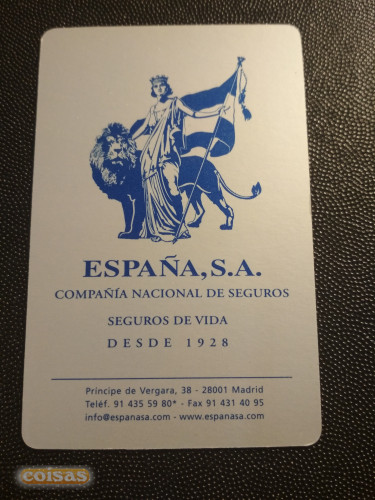 ESPAÑA, S.A.
COMPAÑÍA NACIONAL DE SEGUROS
SEGUROS DE VIDA
DESDE 1928
Príncipe de Vergara, 38 - 28001 Madrid
Teléf. 91 435 59 80* - Fax 91 431 40 95
info@espanasa.com - www.espanasa.com
coisas